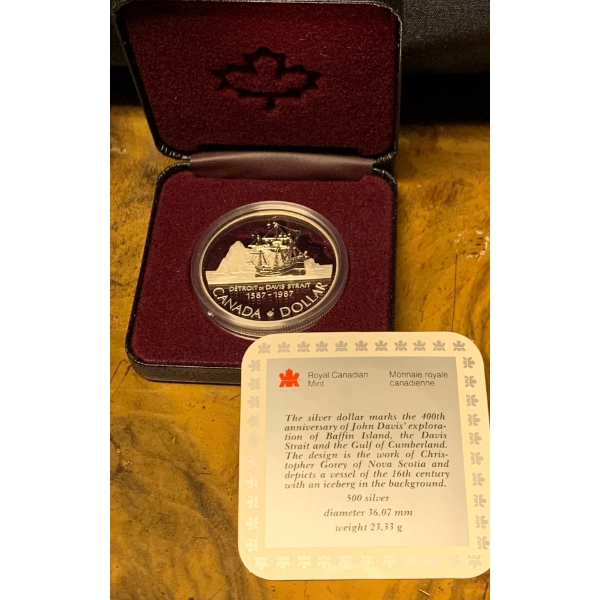 DÉTROIT DE DAVIS STRAIT
1587-1987
CANADA DOLLAR
Royal Canadian
Mint
Monnaie royale
canadienne
The silver dollar marks the 400th
anniversary of John Davis' explora-
tion of Baffin Island, the Davis
Strait and the Gulf of Cumberland.
The design is the work of Chris-
topher Gorey of Nova Scotia and
depicts a vessel of the 16th century
with an iceberg in the background.
500 silver
diameter 36.07 mm
weight 23.33 g